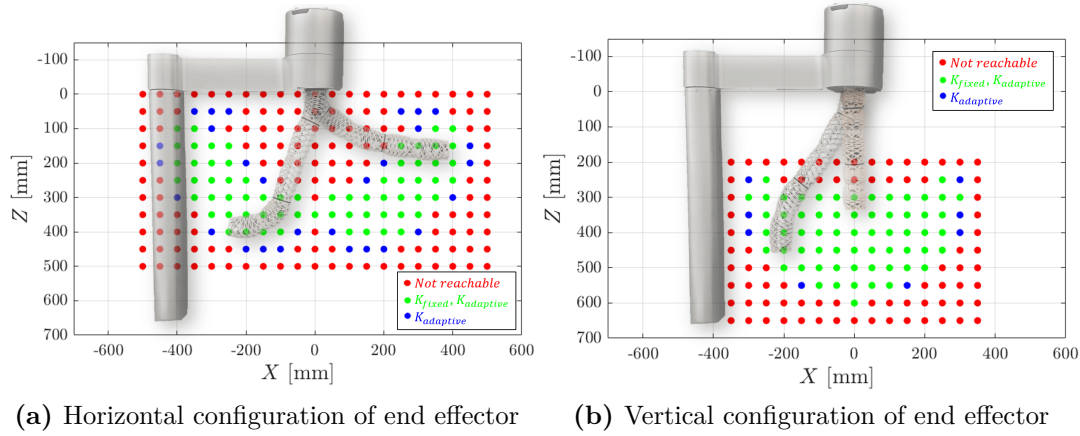 -100
0
100
200
300
400
500
600
700
Z [mm]
-600
-400
-200
0
200
400
600
X [mm]
Not reachable
K_fixed, K_adaptive
K_adaptive
(a) Horizontal configuration of end effector
-100
0
100
200
300
400
500
600
700
Z [mm]
-600
-400
-200
0
200
400
600
X [mm]
Not reachable
K_fixed, K_adaptive
K_adaptive
(b) Vertical configuration of end effector